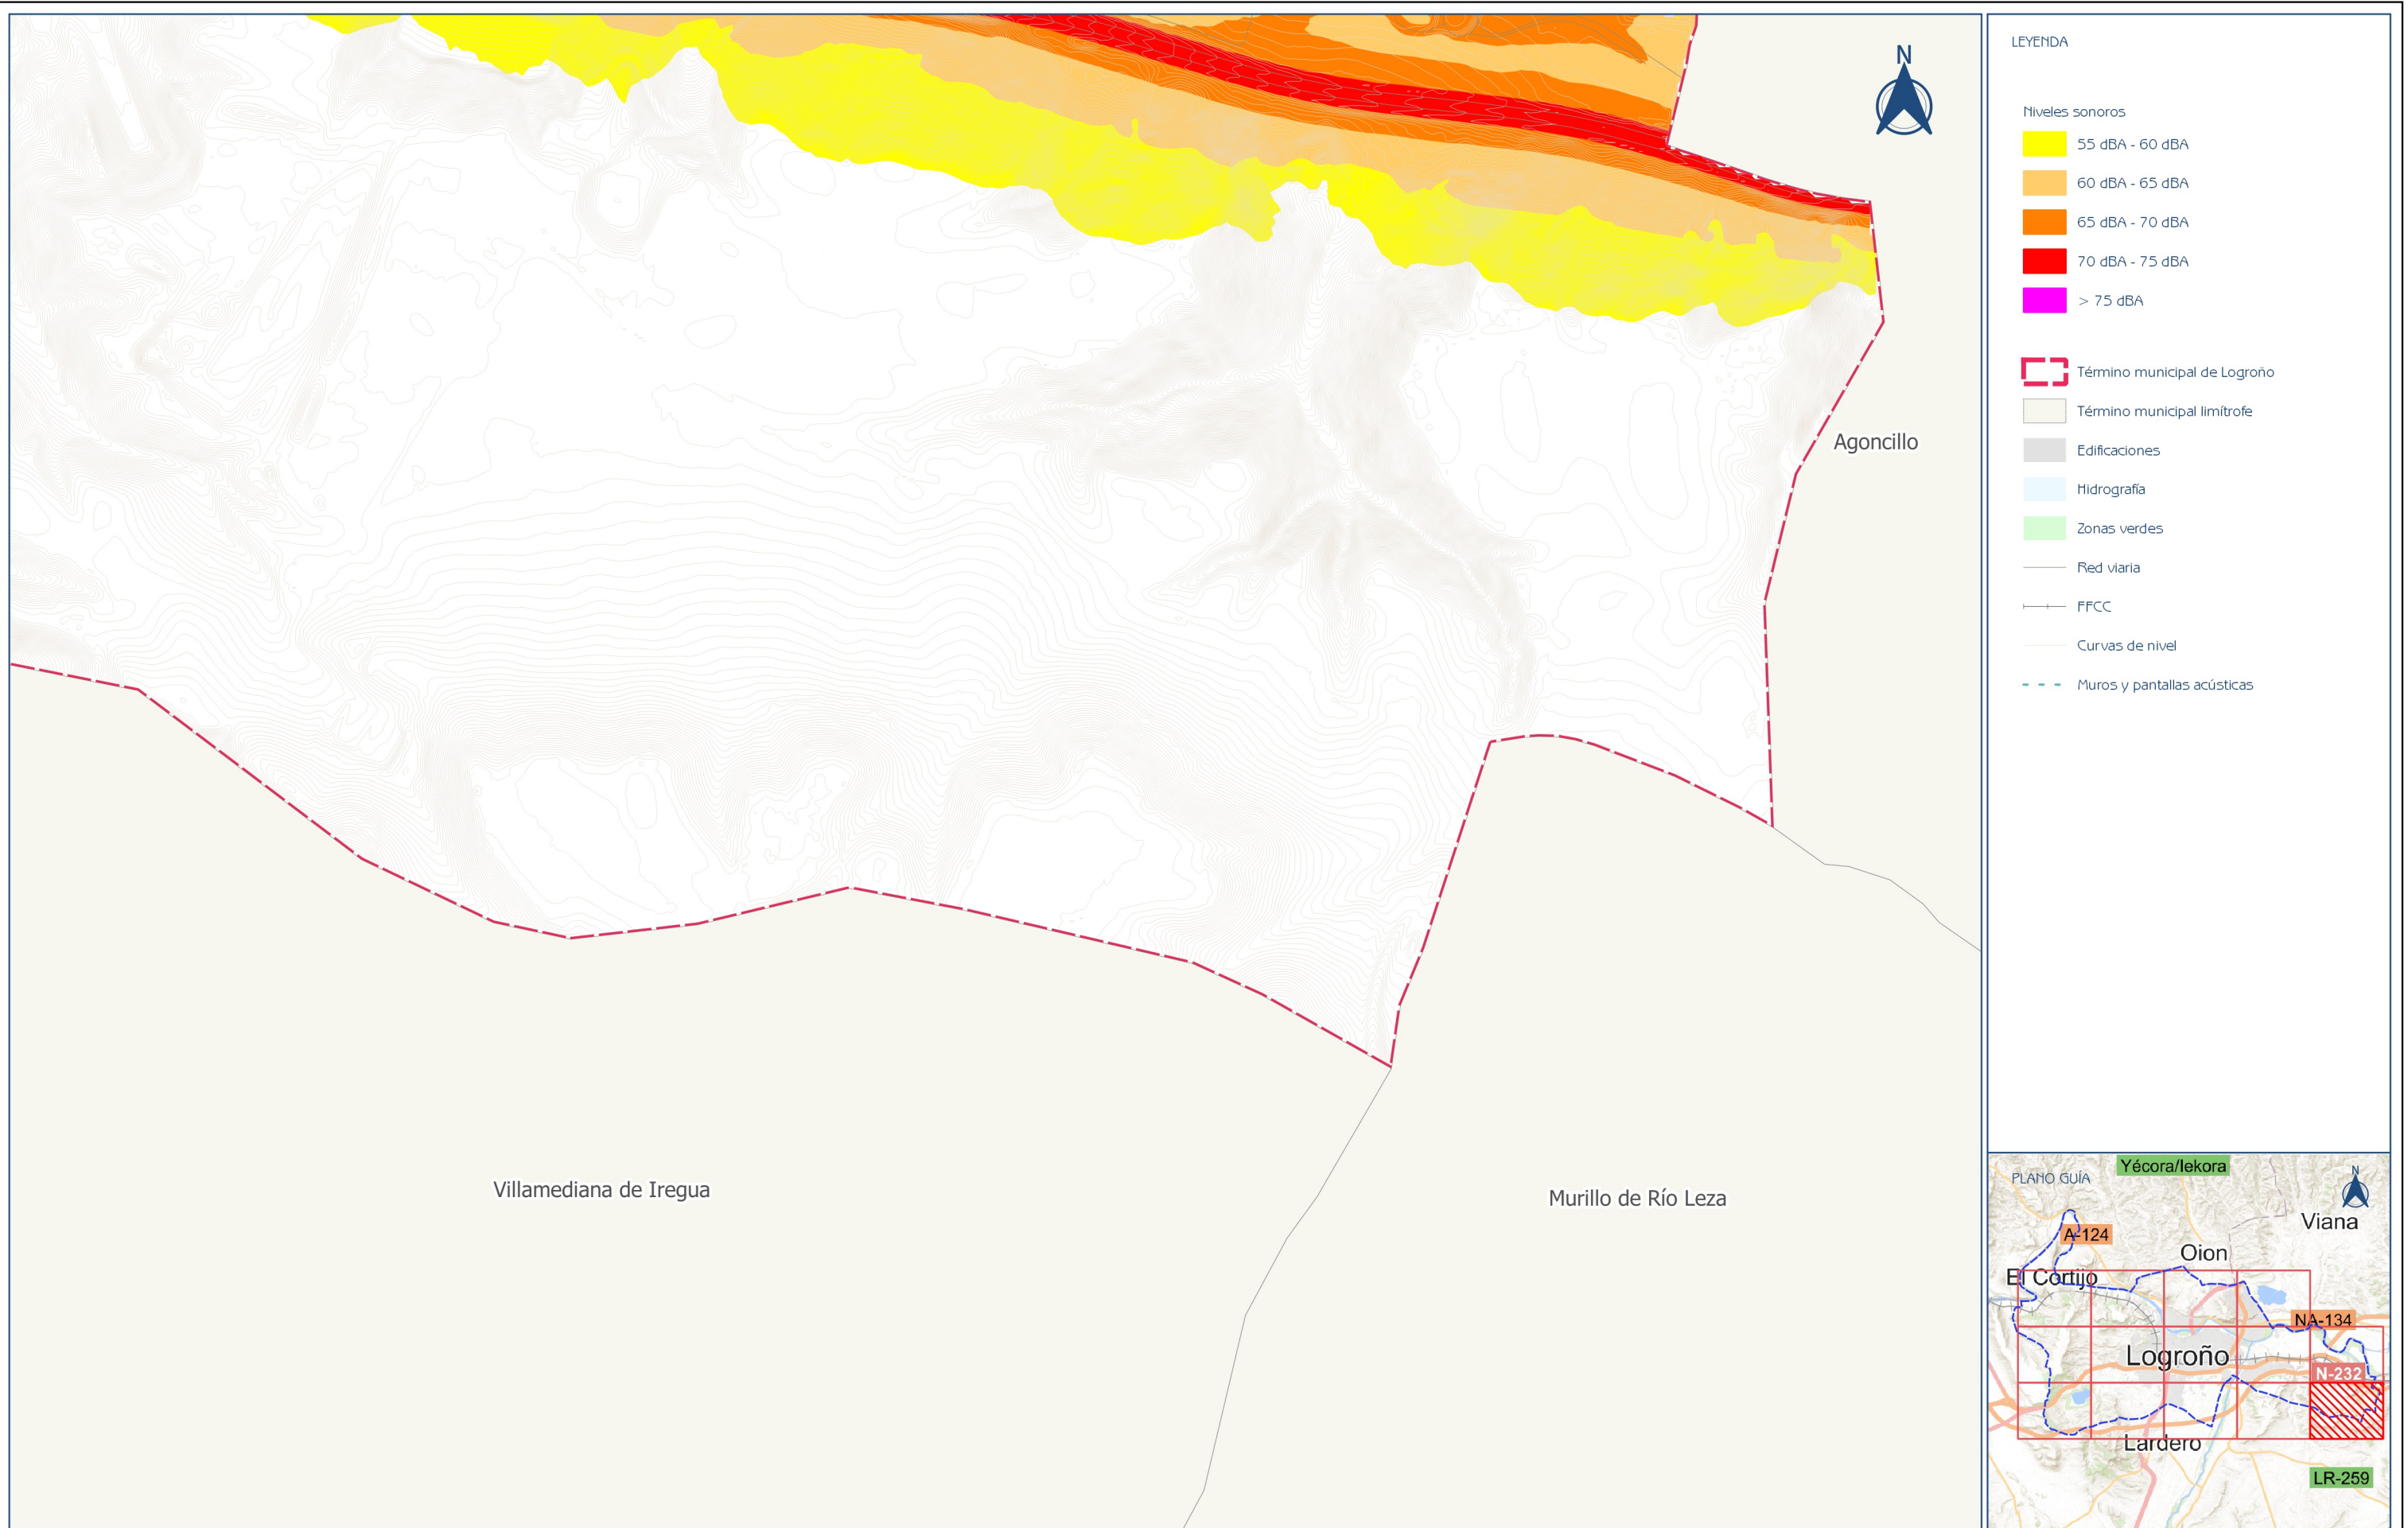 N
Agoncillo
Villamediana de Iregua
Murillo de Río Leza
LEYENDA
Niveles sonoros
55 dBA - 60 dBA
60 dBA - 65 dBA
65 dBA - 70 dBA
70 dBA - 75 dBA
> 75 dBA
Término municipal de Logroño
Término municipal limítrofe
Edificaciones
Hidrografía
Zonas verdes
Red viaria
FFCC
Curvas de nivel
Muros y pantallas acústicas
PLANO GUÍA
Yécora/Iekora
N
Viana
A-124
Oion
El Cortijo
NA-134
Logroño
N-232
Lardero
LR-259